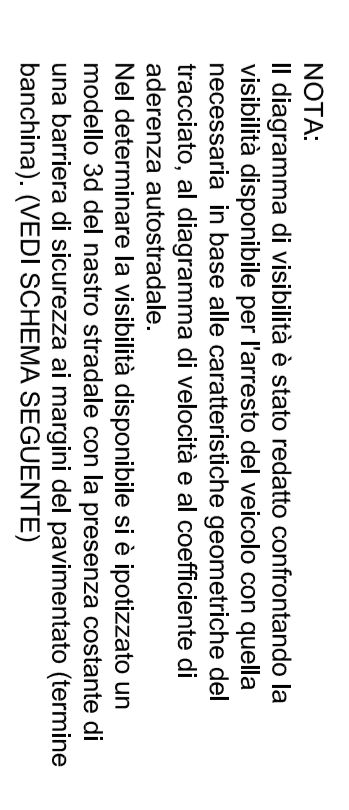 NOTA:
Il diagramma di visibilità è stato redatto confrontando la
visibilità disponibile per l'arresto del veicolo con quella
necessaria in base alle caratteristiche geometriche del
tracciato, al diagramma di velocità e al coefficiente di
aderenza autostradale.
Nel determinare la visibilità disponibile si è ipotizzato un
modello 3d del nastro stradale con la presenza costante di
una barriera di sicurezza ai margini del pavimentato (termine
banchina). (VEDI SCHEMA SEGUENTE)